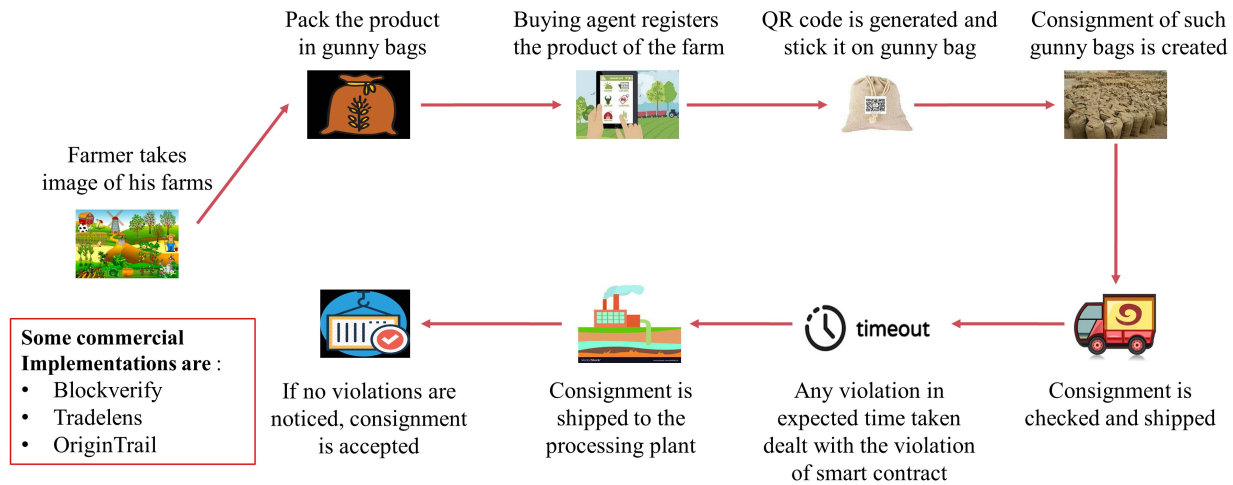 Pack the product
in gunny bags
Buying agent registers
the product of the farm
QR code is generated and
stick it on gunny bag
Consignment of such
gunny bags is created
Farmer takes
image of his farms
timeout
Some commercial
Implementations are :
• Blockverify
• Tradelens
• OriginTrail
If no violations are
noticed, consignment
is accepted
Consignment is
shipped to the
processing plant
Any violation in
expected time taken
dealt with the violation
of smart contract
Consignment is
checked and shipped